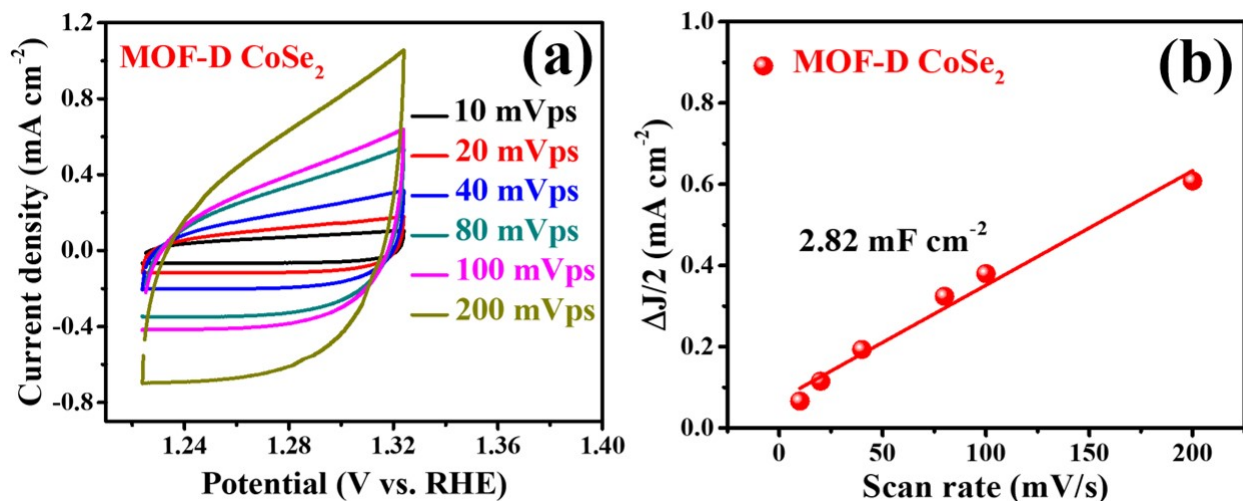 MOF-D CoSe₂
(a)
10 mVps
20 mVps
40 mVps
80 mVps
100 mVps
200 mVps
1.2
0.8
0.4
0.0
-0.4
-0.8
Current density (mA cm⁻²)
1.24
1.28
1.32
1.36
1.40
Potential (V vs. RHE)
MOF-D CoSe₂
(b)
2.82 mF cm⁻²
1.0
0.8
0.6
0.4
0.2
0.0
ΔJ/2 (mA cm⁻²)
0
50
100
150
200
Scan rate (mV/s)